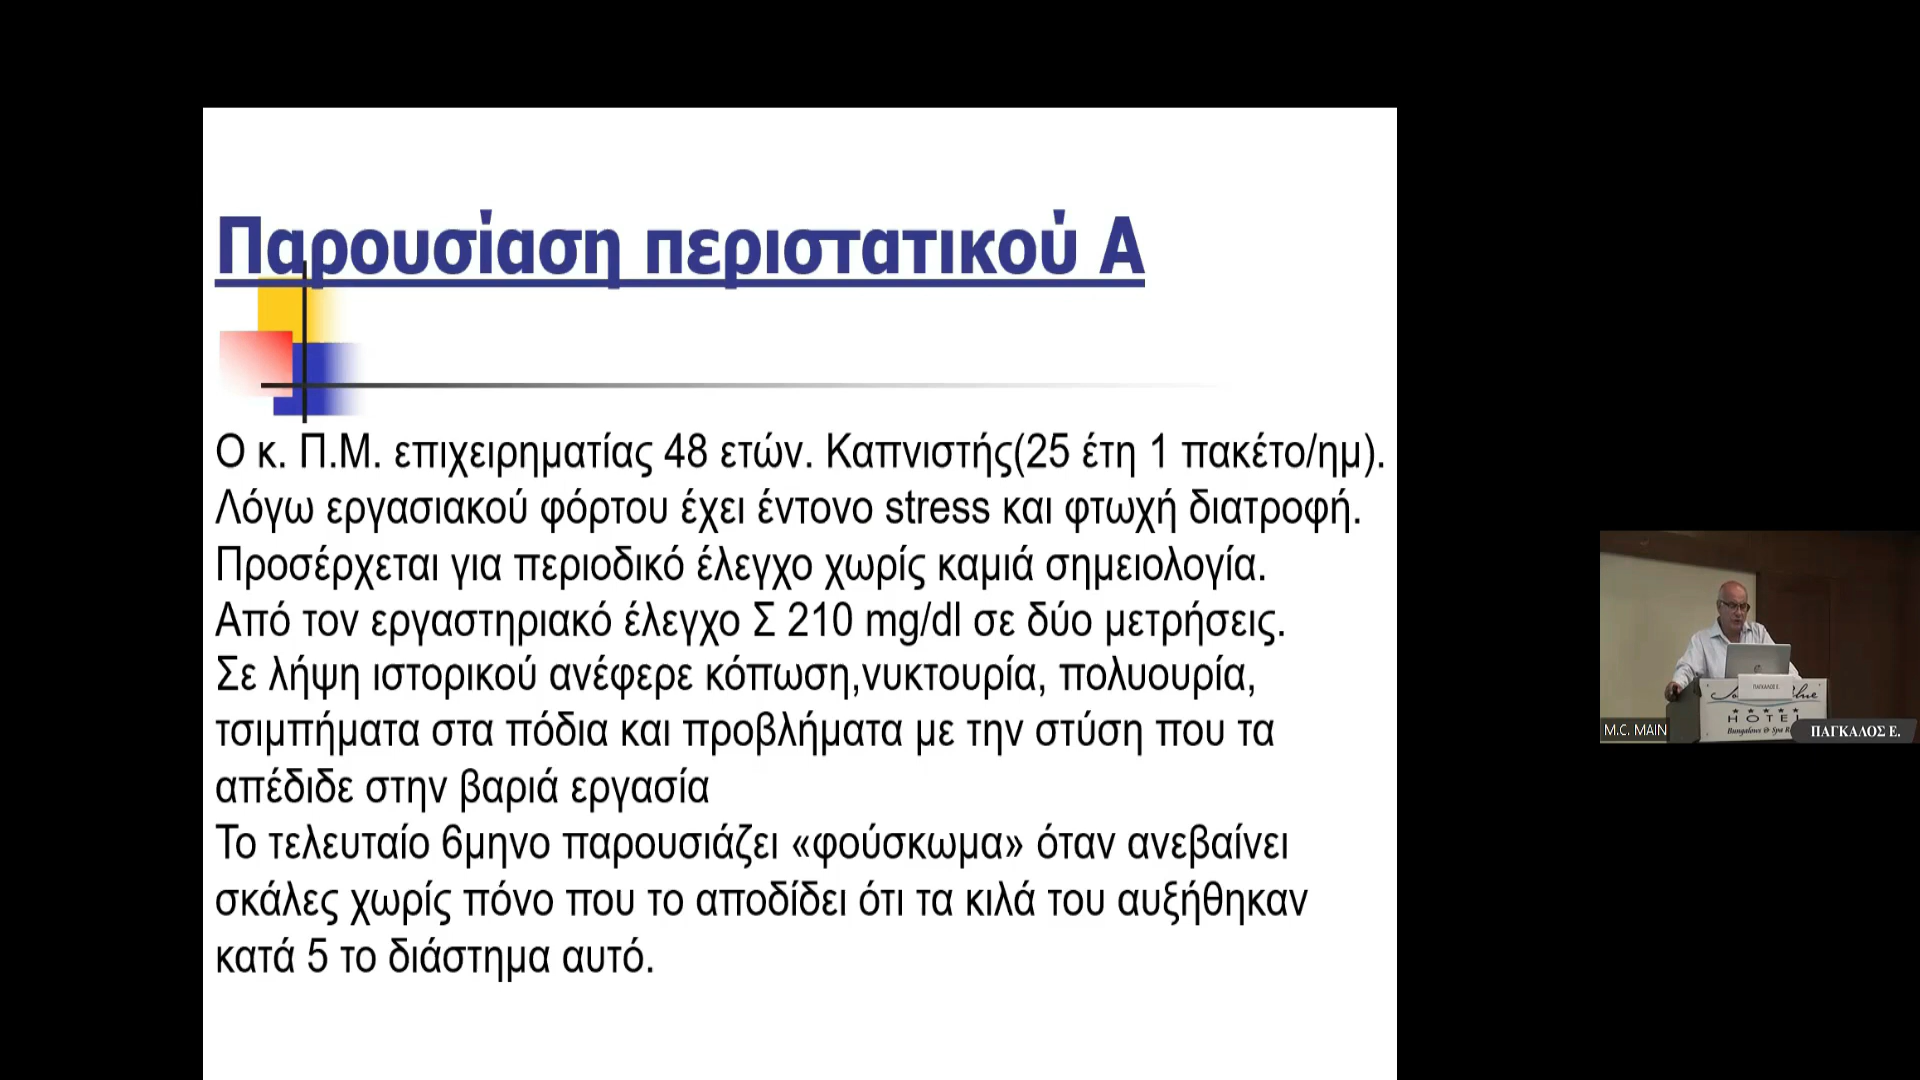 Παρουσίαση περιστατικού Α
Ο κ. Π.Μ. επιχειρηματίας 48 ετών. Καπνιστής(25 έτη 1 πακέτο/ημ).
Λόγω εργασιακού φόρτου έχει έντονο stress και φτωχή διατροφή.
Προσέρχεται για περιοδικό έλεγχο χωρίς καμιά σημειολογία.
Από τον εργαστηριακό έλεγχο Σ 210 mg/dl σε δύο μετρήσεις.
Σε λήψη ιστορικού ανέφερε κόπωση,νυκτουρία, πολυουρία,
τσιμπήματα στα πόδια και προβλήματα με την στύση που τα
απέδιδε στην βαριά εργασία
Το τελευταίο 6μηνο παρουσιάζει «φούσκωμα» όταν ανεβαίνει
σκάλες χωρίς πόνο που το αποδίδει ότι τα κιλά του αυξήθηκαν
κατά 5 το διάστημα αυτό.
ΠΑΓΚΑΛΟΣ Ε.
HOTEL
Bungalows & Spa
M.C. MAIN
ΠΑΓΚΑΛΟΣ Ε.